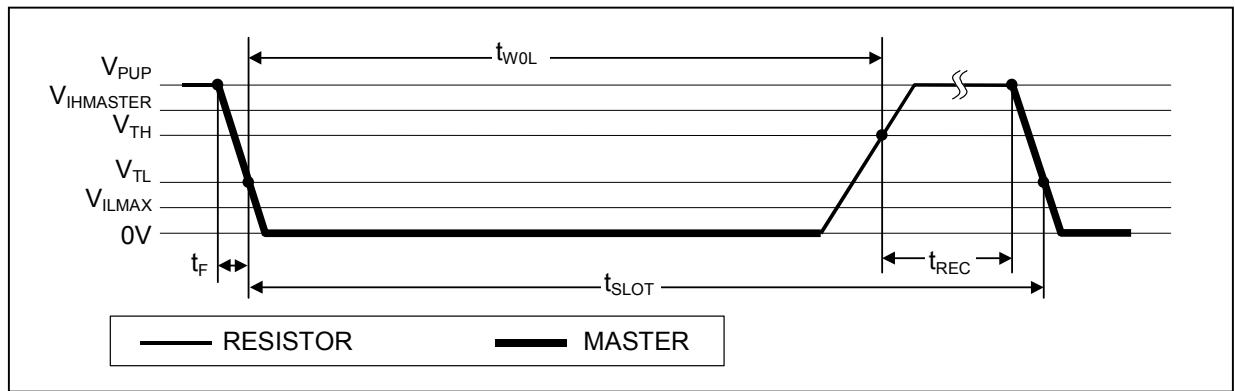 tW0L
VPUP
VIHMASTER
VTH
VTL
VILMAX
0V
tF
tREC
tSLOT
RESISTOR
MASTER